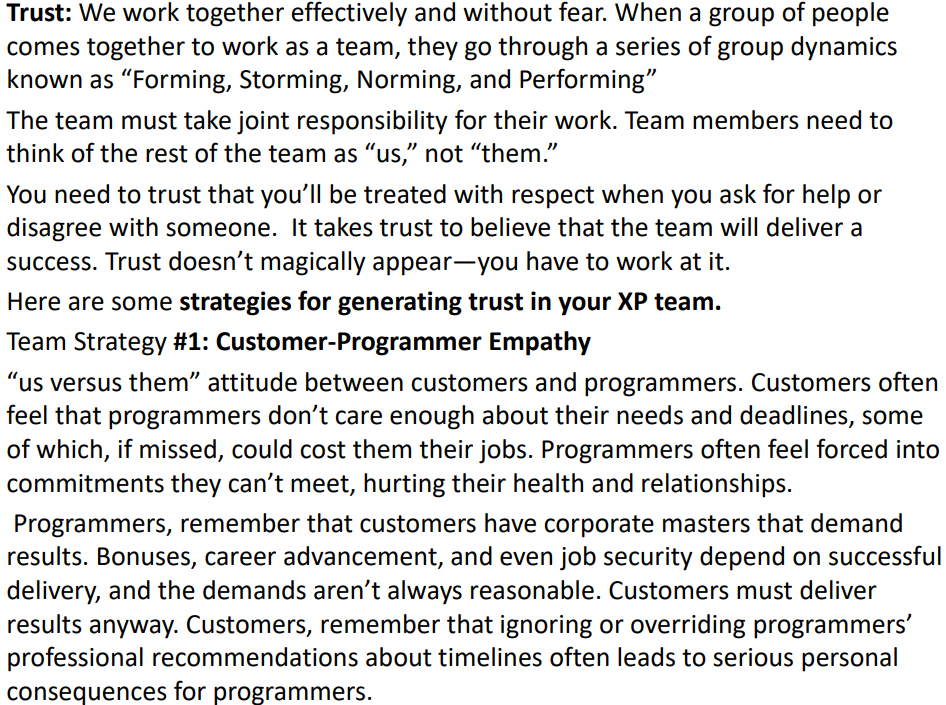 Trust: We work together effectively and without fear. When a group of people
comes together to work as a team, they go through a series of group dynamics
known as “Forming, Storming, Norming, and Performing”
The team must take joint responsibility for their work. Team members need to
think of the rest of the team as “us,” not “them.”
You need to trust that you’ll be treated with respect when you ask for help or
disagree with someone.  It takes trust to believe that the team will deliver a
success. Trust doesn’t magically appear—you have to work at it.
Here are some strategies for generating trust in your XP team.
Team Strategy #1: Customer-Programmer Empathy
“us versus them” attitude between customers and programmers. Customers often
feel that programmers don’t care enough about their needs and deadlines, some
of which, if missed, could cost them their jobs. Programmers often feel forced into
commitments they can’t meet, hurting their health and relationships.
Programmers, remember that customers have corporate masters that demand
results. Bonuses, career advancement, and even job security depend on successful
delivery, and the demands aren’t always reasonable. Customers must deliver
results anyway. Customers, remember that ignoring or overriding programmers’
professional recommendations about timelines often leads to serious personal
consequences for programmers.